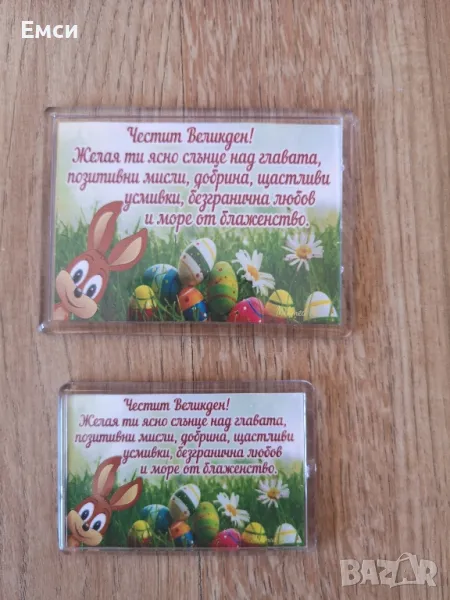 Емси
Честит Великден!
Желая ти ясно слънце над главата,
позитивни мисли, добрина, щастливи
усмивки, безгранична любов
и море от блаженство.
Честит Великден!
Желая ти ясно слънце над главата,
позитивни мисли, добрина, щастливи
усмивки, безгранична любов
и море от блаженство.
BAZAR